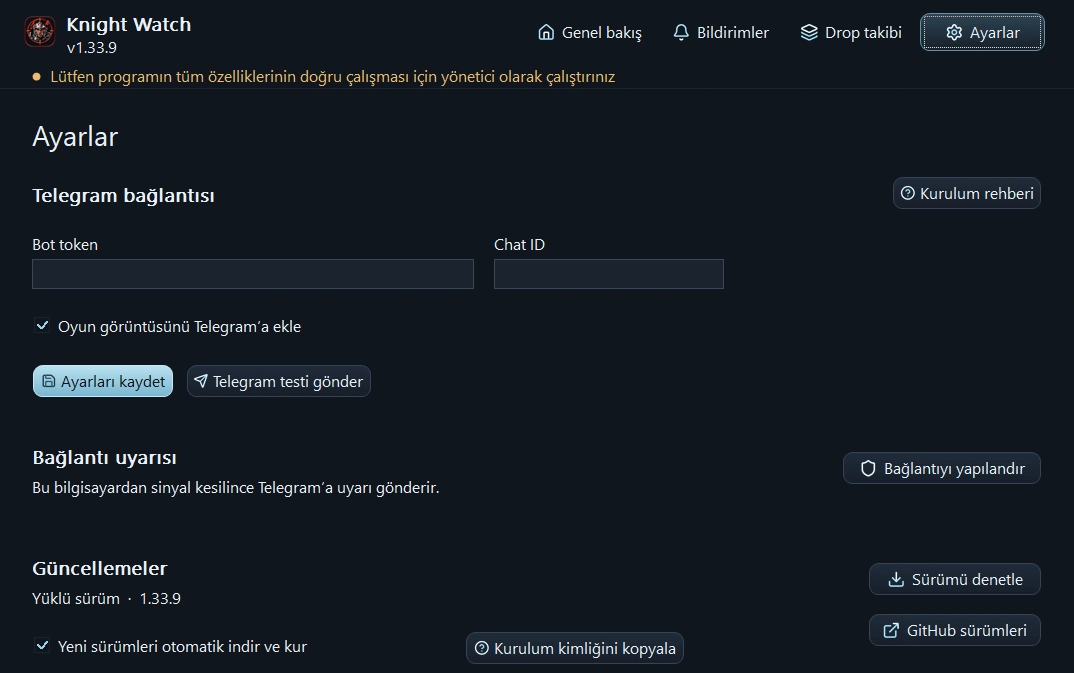 Knight Watch
v1.33.9
Genel bakış
Bildirimler
Drop takibi
Ayarlar
Lütfen programın tüm özelliklerinin doğru çalışması için yönetici olarak çalıştırınız
Ayarlar
Telegram bağlantısı
Kurulum rehberi
Bot token
Chat ID
Oyun görüntüsünü Telegram'a ekle
Ayarları kaydet
Telegram testi gönder
Bağlantı uyarısı
Bağlantıyı yapılandır
Bu bilgisayardan sinyal kesilince Telegram'a uyarı gönderir.
Güncellemeler
Sürümü denetle
Yüklü sürüm · 1.33.9
GitHub sürümleri
Yeni sürümleri otomatik indir ve kur
Kurulum kimliğini kopyala